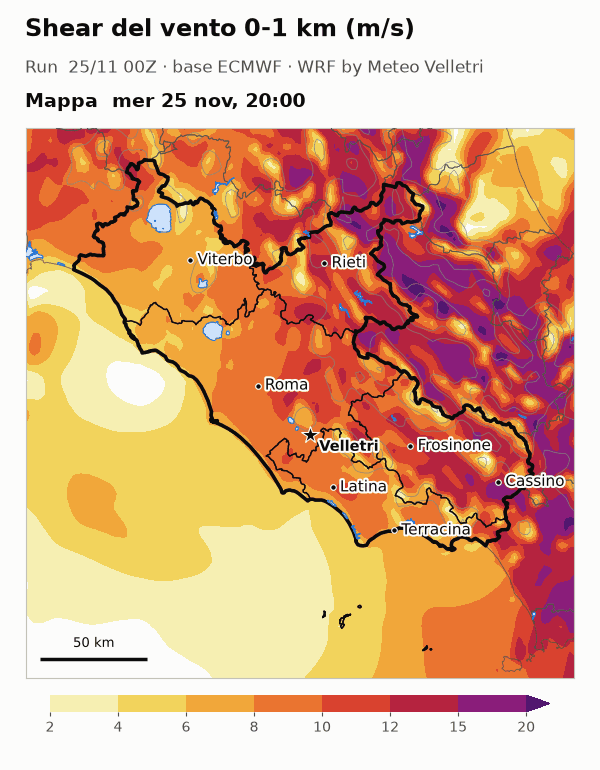 Shear del vento 0-1 km (m/s)
Run 25/11 00Z · base ECMWF · WRF by Meteo Velletri
Mappa mer 25 nov, 20:00
Viterbo
Rieti
Roma
Velletri
Frosinone
Cassino
Latina
Terracina
50 km
2 4 6 8 10 12 15 20